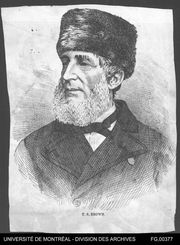 T. S. BROWN.
UNIVERSITÉ DE MONTRÉAL - DIVISION DES ARCHIVES
FG.00377